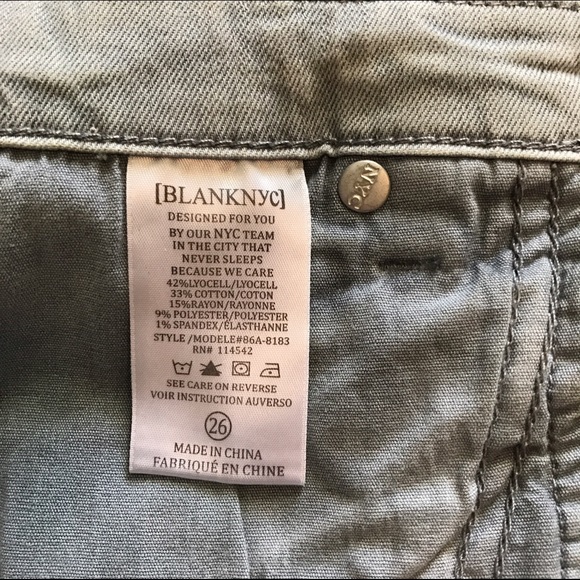 [BLANKNYC]
DESIGNED FOR YOU
BY OUR NYC TEAM
IN THE CITY THAT
NEVER SLEEPS
BECAUSE WE CARE
42%LYOCELL/LYOCELL
33% COTTON/COTON
15%RAYON/RAYONNE
9% POLYESTER/POLYESTER
1% SPANDEX/ÉLASTHANNE
STYLE /MODELE#86A-8183
RN# 114542
SEE CARE ON REVERSE
VOIR INSTRUCTION AUVERSO
26
MADE IN CHINA
FABRIQUÉ EN CHINE
NYC